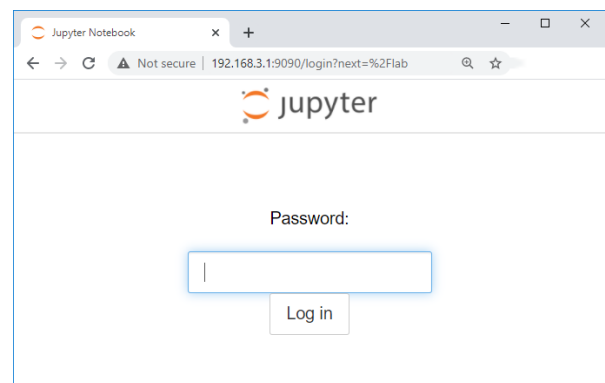 Jupyter Notebook
Not secure | 192.168.3.1:9090/login?next=%2Flab
jupyter
Password:
Log in